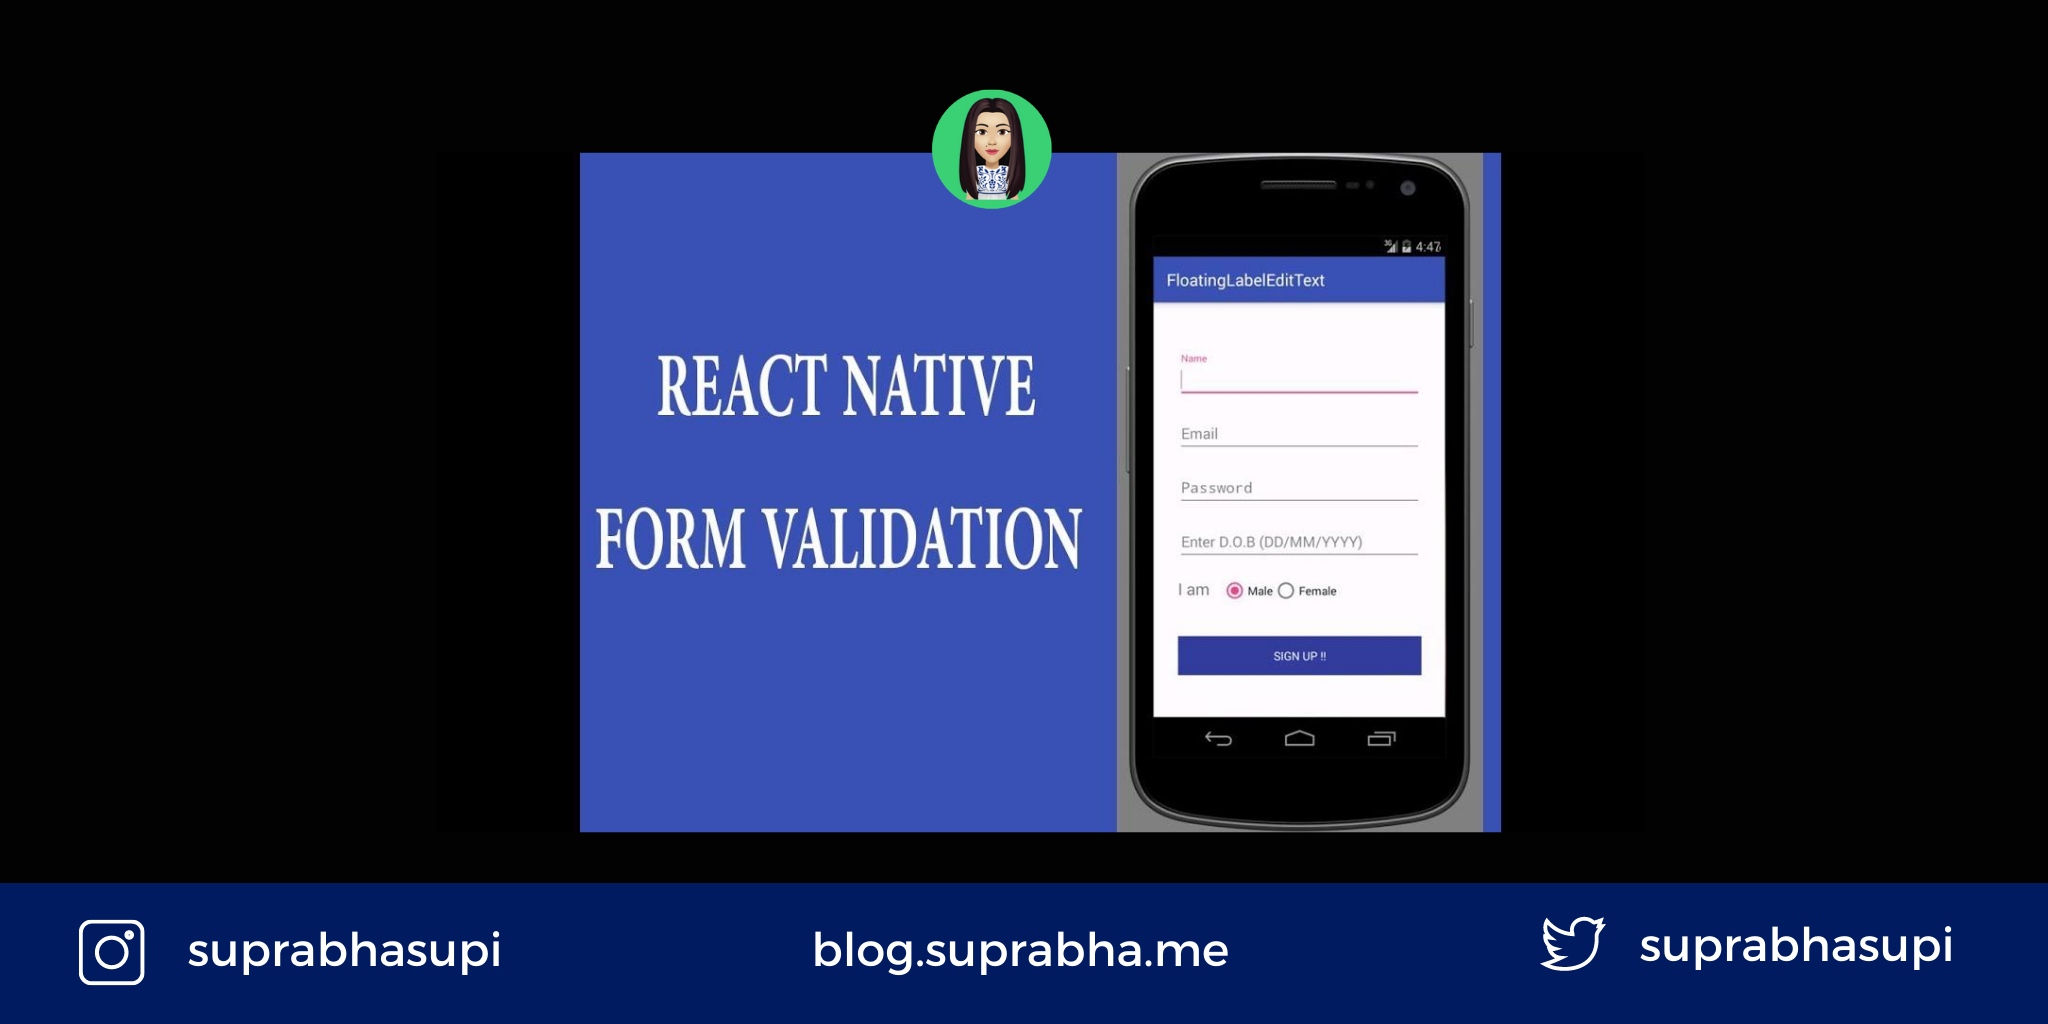 REACT NATIVE
FORM VALIDATION
3G 4:47
FloatingLabelEditText
Name
Email
Password
Enter D.O.B (DD/MM/YYYY)
I am Male Female
SIGN UP !!
suprabhasupi
blog.suprabha.me
suprabhasupi